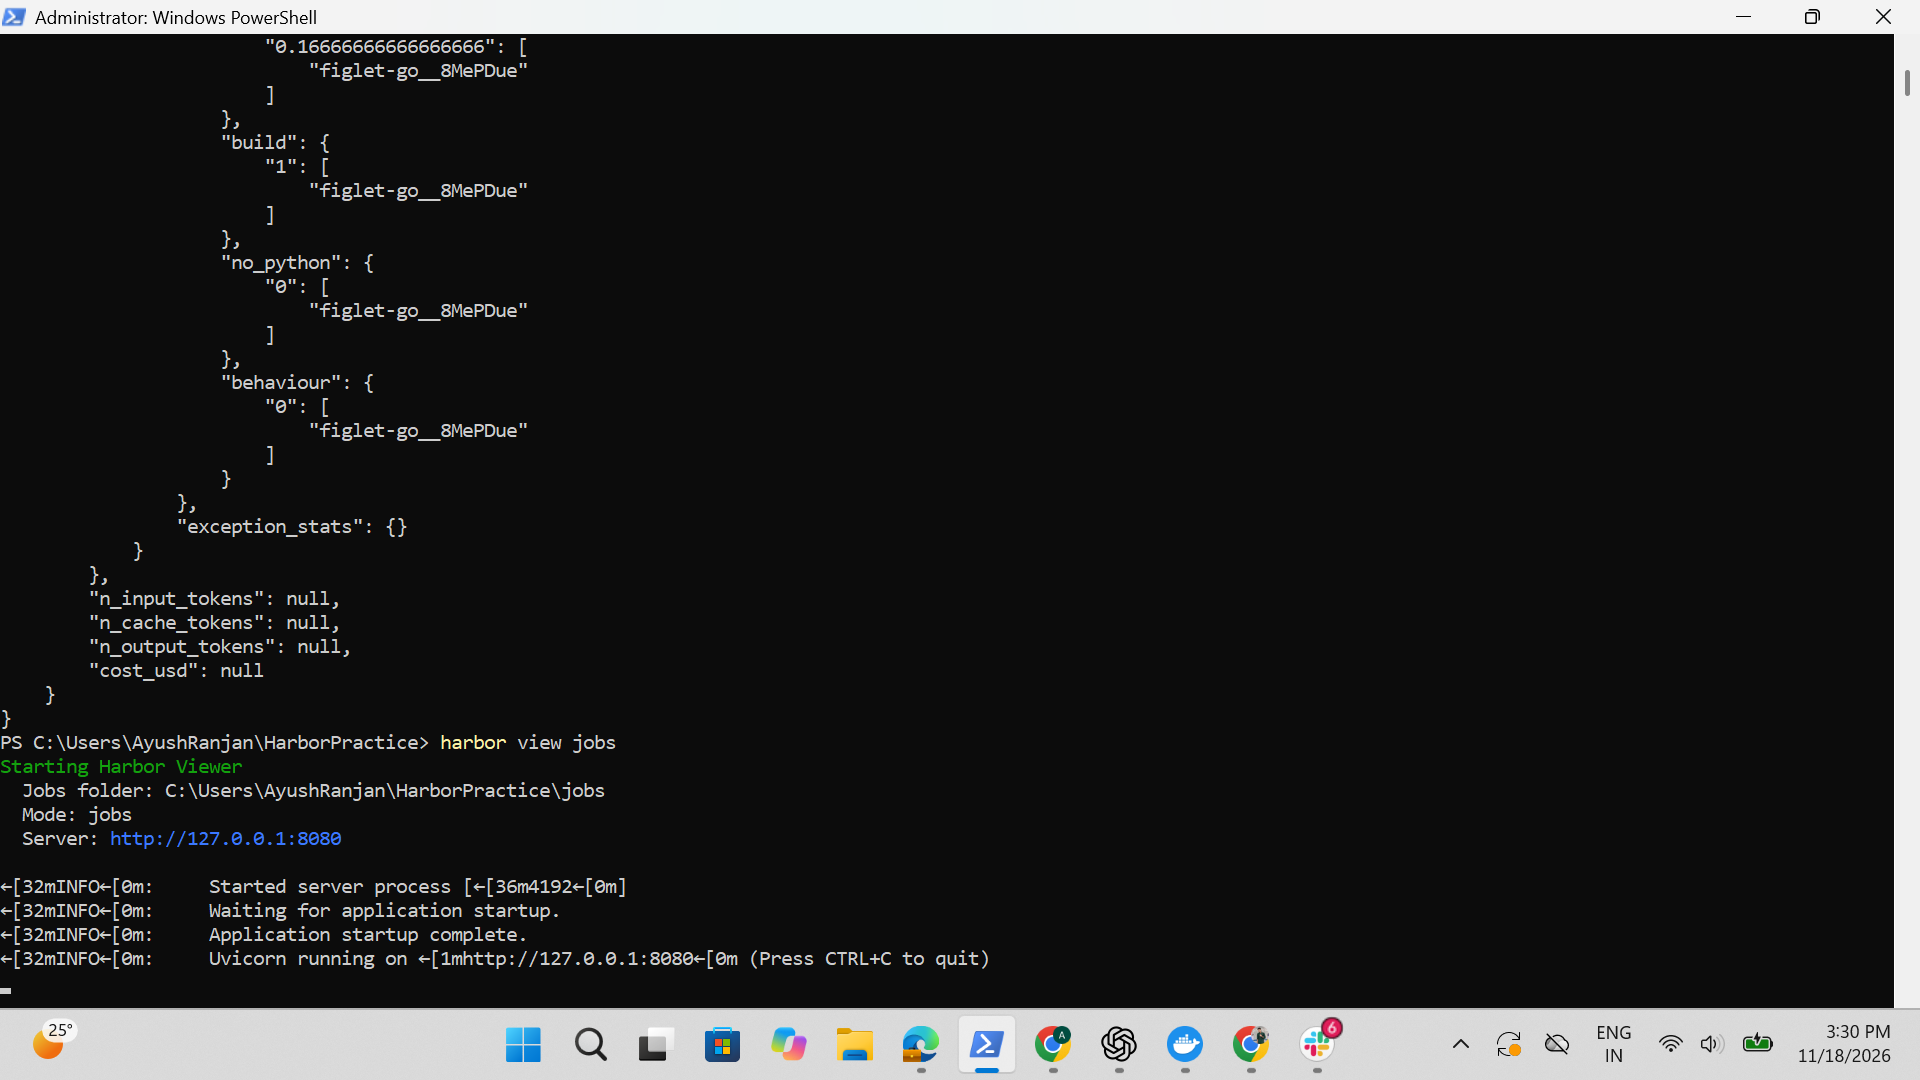 Administrator: Windows PowerShell
                        "0.16666666666666666": [
                            "figlet-go__8MePDue"
                        ]
                    },
                    "build": {
                        "1": [
                            "figlet-go__8MePDue"
                        ]
                    },
                    "no_python": {
                        "0": [
                            "figlet-go__8MePDue"
                        ]
                    },
                    "behaviour": {
                        "0": [
                            "figlet-go__8MePDue"
                        ]
                    }
                },
                "exception_stats": {}
            }
        },
        "n_input_tokens": null,
        "n_cache_tokens": null,
        "n_output_tokens": null,
        "cost_usd": null
    }
}
PS C:\Users\AyushRanjan\HarborPractice> harbor view jobs
Starting Harbor Viewer
  Jobs folder: C:\Users\AyushRanjan\HarborPractice\jobs
  Mode: jobs
  Server: http://127.0.0.1:8080
←[32mINFO←[0m:     Started server process [←[36m4192←[0m]
←[32mINFO←[0m:     Waiting for application startup.
←[32mINFO←[0m:     Application startup complete.
←[32mINFO←[0m:     Uvicorn running on ←[1mhttp://127.0.0.1:8080←[0m (Press CTRL+C to quit)
25°
A
6
ENG
IN
3:30 PM
11/18/2026